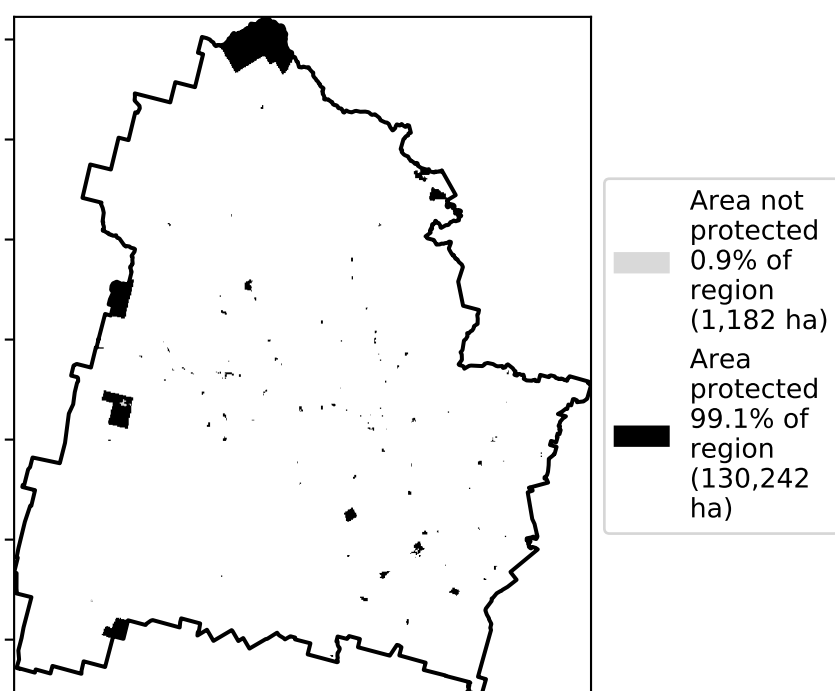 Area not
protected
0.9% of
region
(1,182 ha)
Area
protected
99.1% of
region
(130,242
ha)